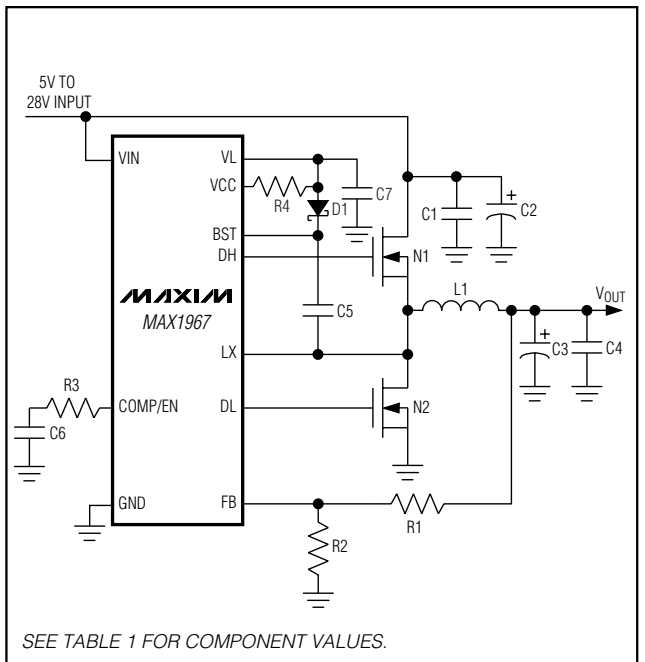 5V TO
28V INPUT
VIN
VL
VCC
R4
D1
C7
C1
+
C2
BST
DH
N1
MAXIM
MAX1967
C5
L1
VOUT
LX
+
C3
C4
R3
COMP/EN
DL
N2
C6
GND
FB
R1
R2
SEE TABLE 1 FOR COMPONENT VALUES.